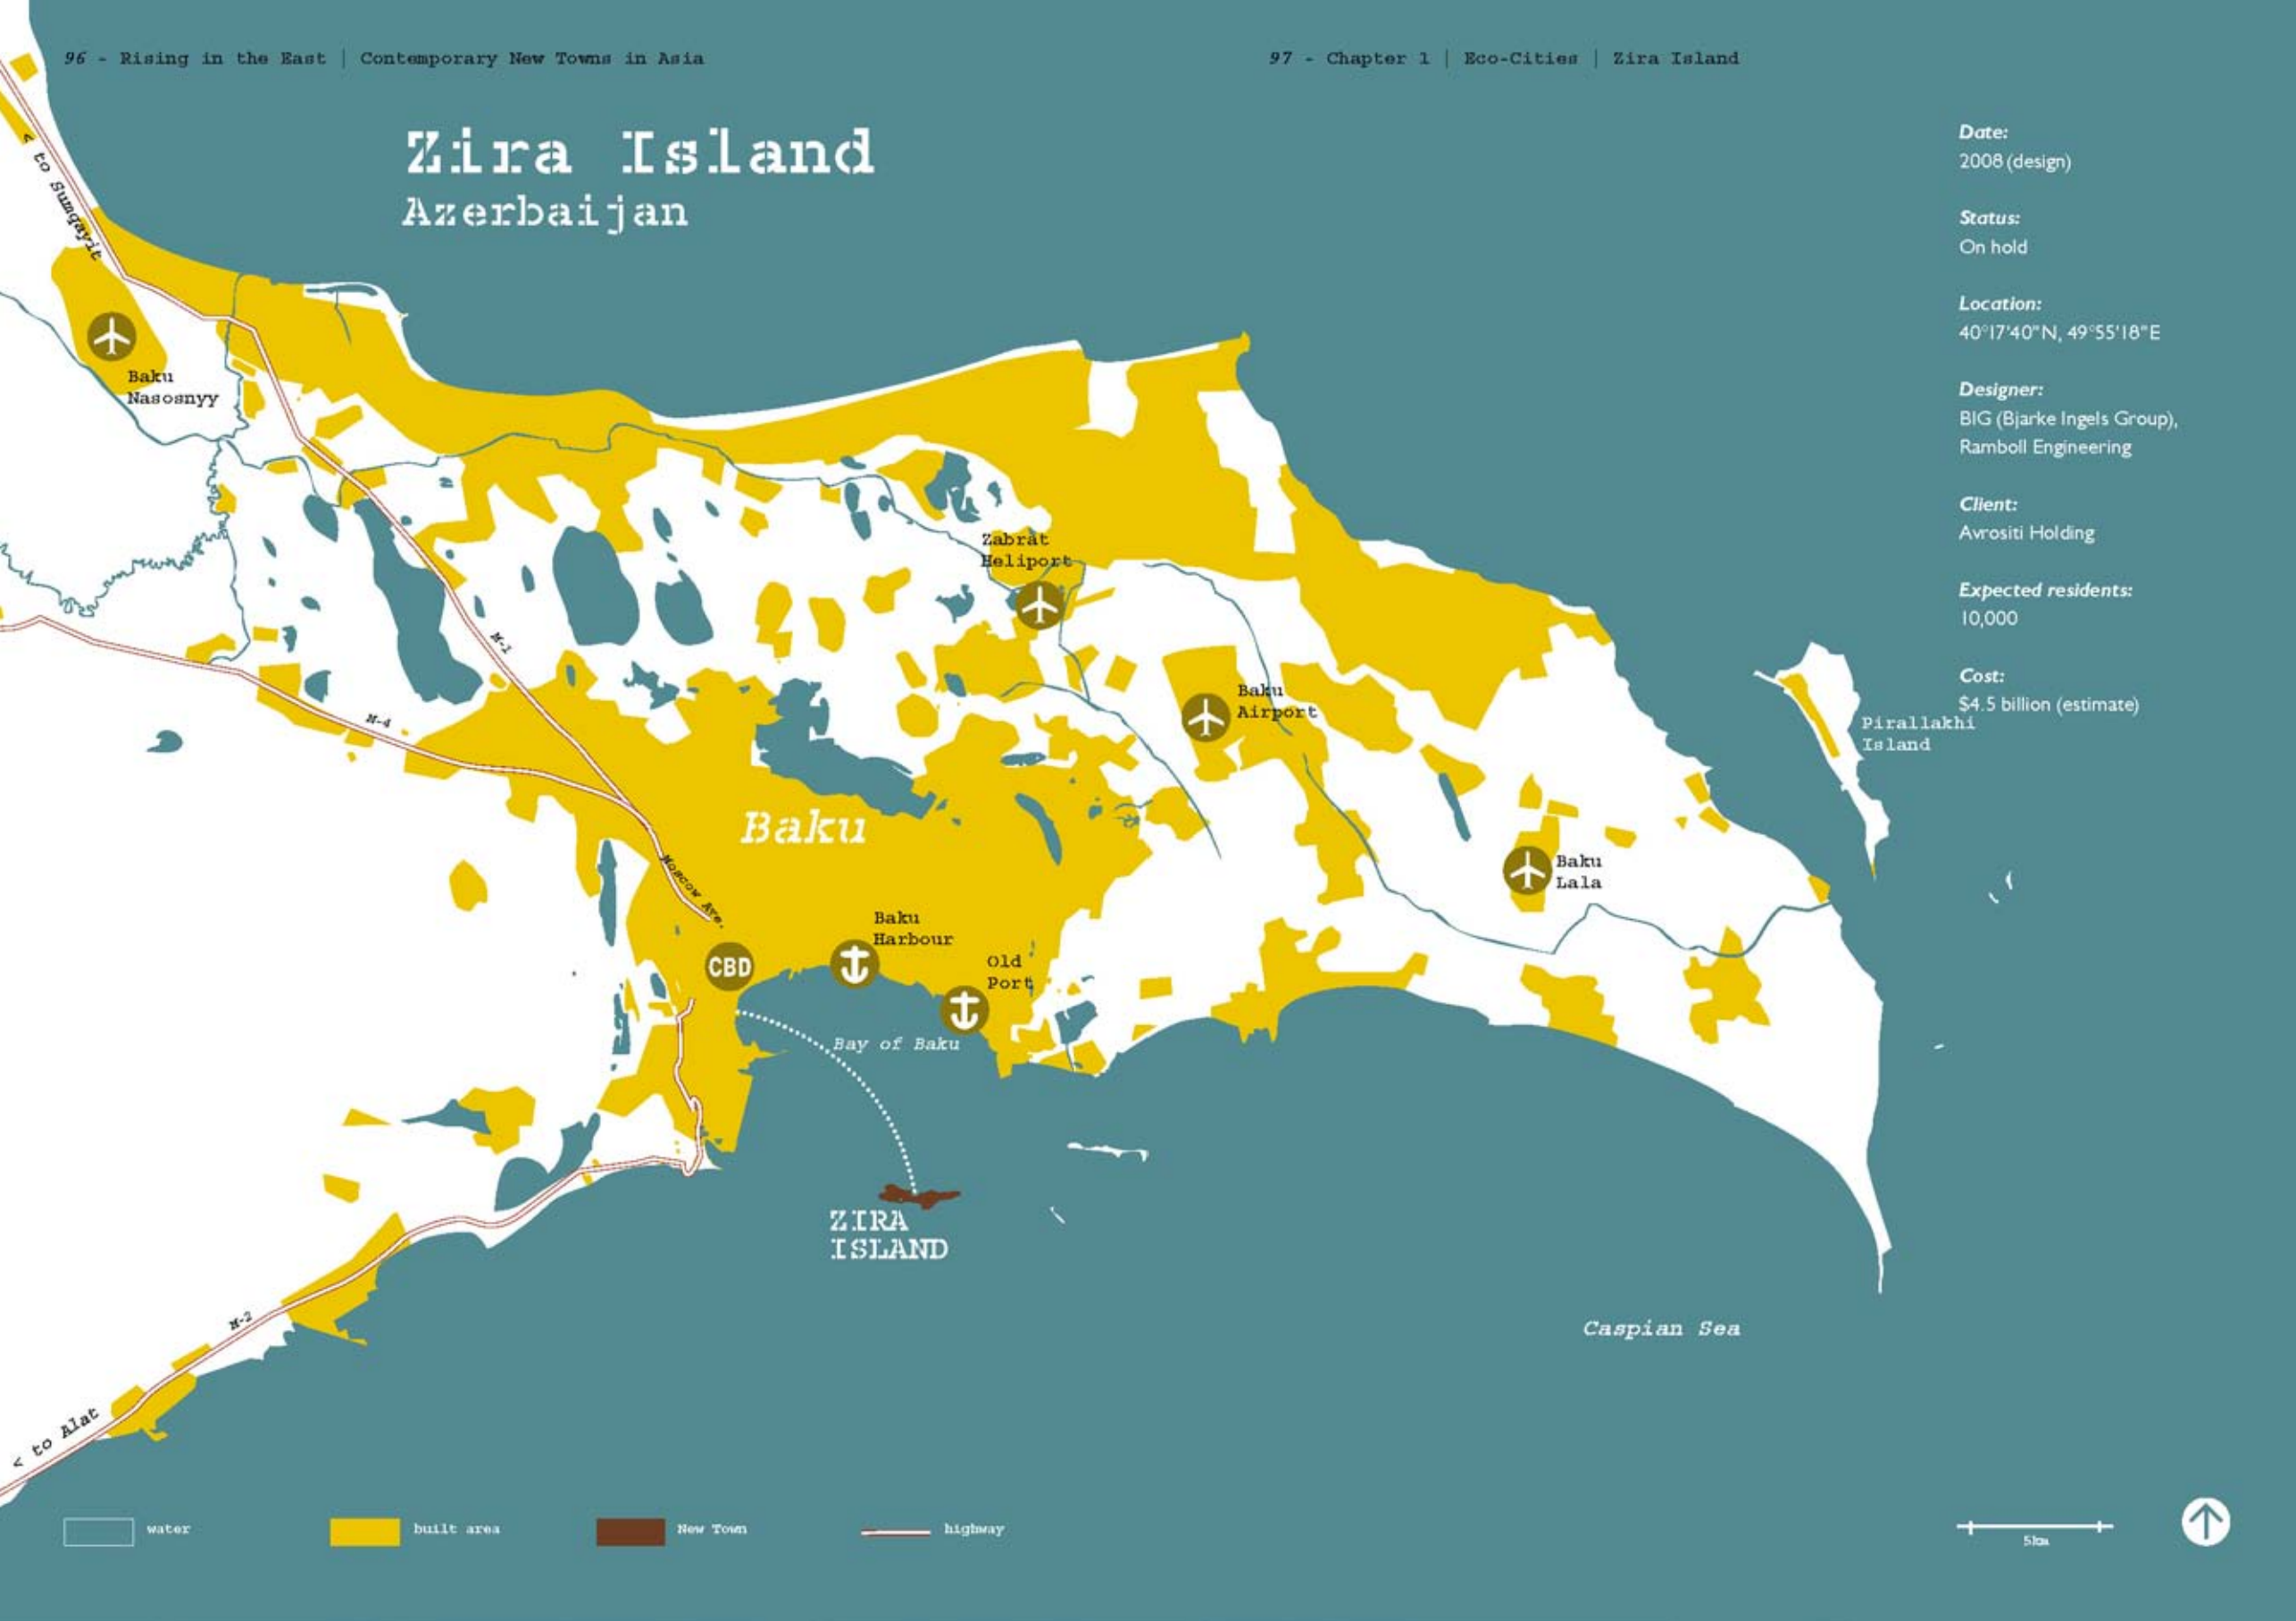 96 - Rising in the East | Contemporary New Towns in Asia
97 - Chapter 1 | Eco-Cities | Zira Island
Zira Island
Azerbaijan
Date:
2008 (design)
Status:
On hold
Location:
40°17'40"N, 49°55'18"E
Designer:
BIG (Bjarke Ingels Group),
Ramboll Engineering
Client:
Avrositi Holding
Expected residents:
10,000
Cost:
$4.5 billion (estimate)
< to Sumqayit
Baku
Nasosnyy
Zabrat
Heliport
M-1
Baku
Airport
M-4
Pirallakhi
Island
Baku
Moscow Ave.
Baku
Lala
Baku
Harbour
CBD
Old
Port
Bay of Baku
ZIRA
ISLAND
M-2
Caspian Sea
< to Alat
water
built area
New Town
highway
5km